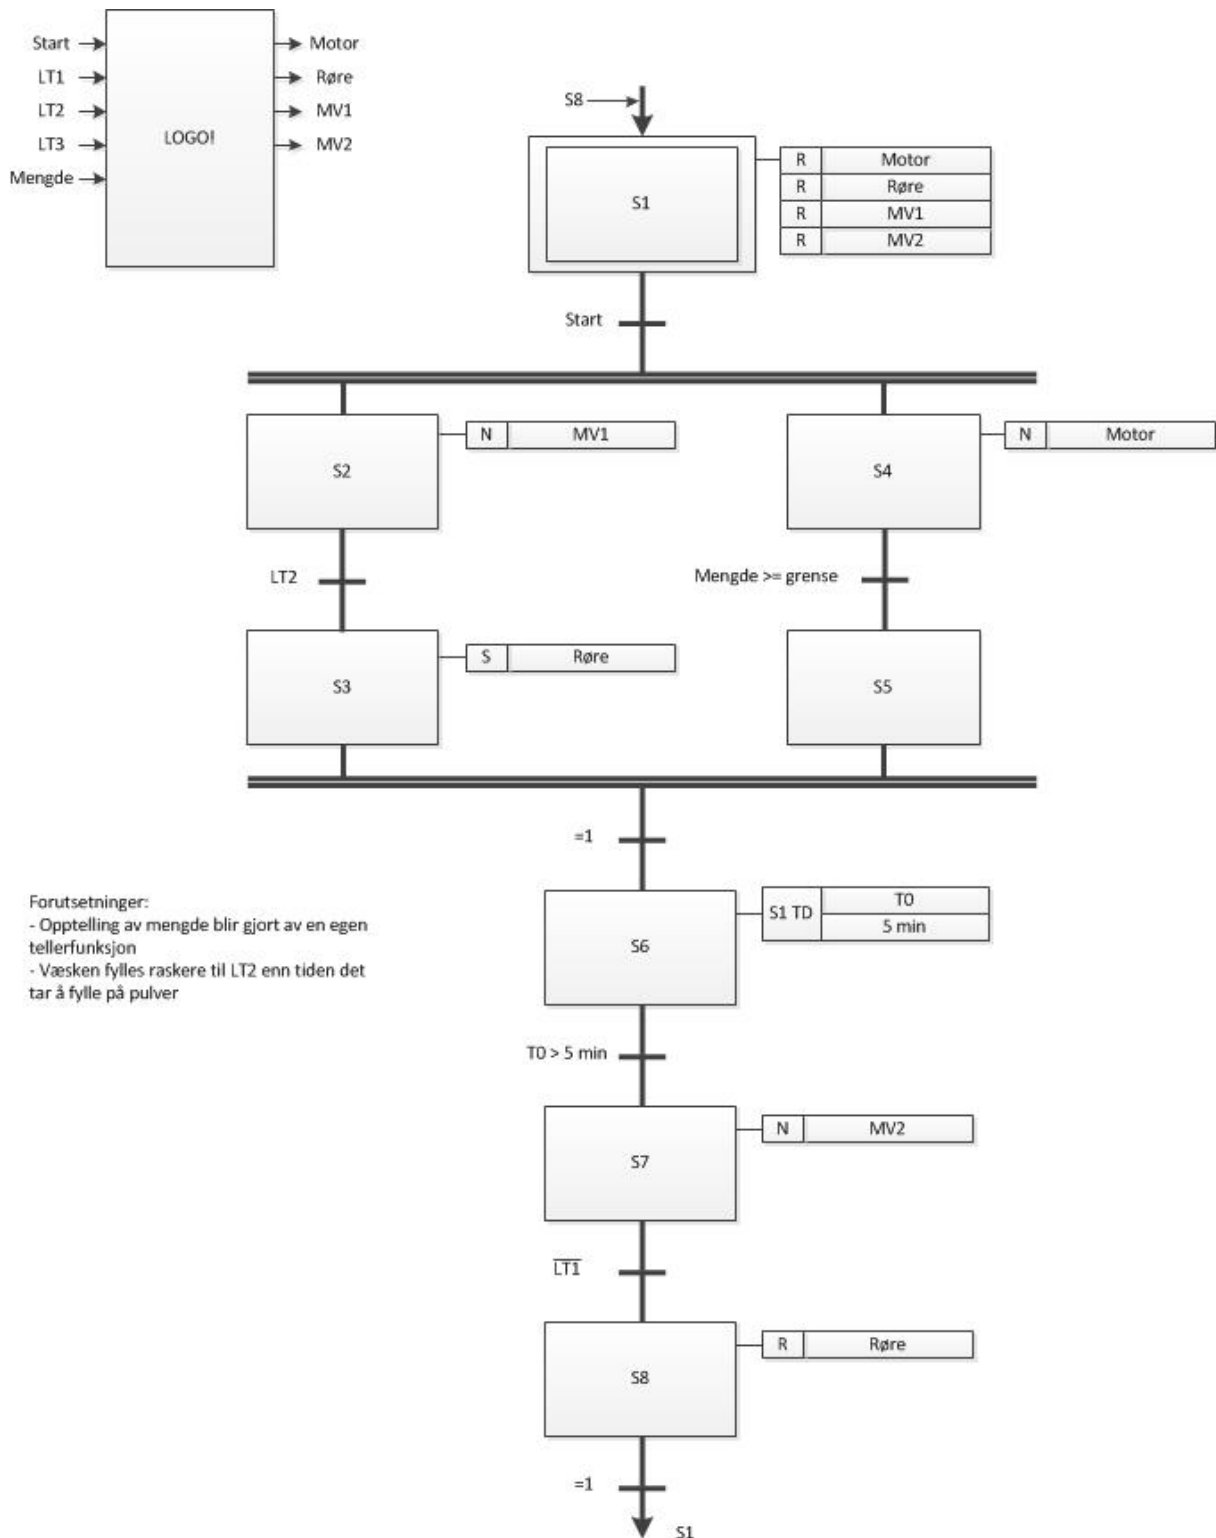 Start
LT1
LT2
LT3
Mengde
LOGO!
Motor
Røre
MV1
MV2
S8
S1
R Motor
R Røre
R MV1
R MV2
Start
S2
N MV1
S4
N Motor
LT2
Mengde >= grense
S3
S Røre
S5
=1
Forutsetninger:
- Opptelling av mengde blir gjort av en egen
tellerfunksjon
- Væsken fylles raskere til LT2 enn tiden det
tar å fylle på pulver
S6
S1 TD T0
5 min
T0 > 5 min
S7
N MV2
L̅T̅1̅
S8
R Røre
=1
S1